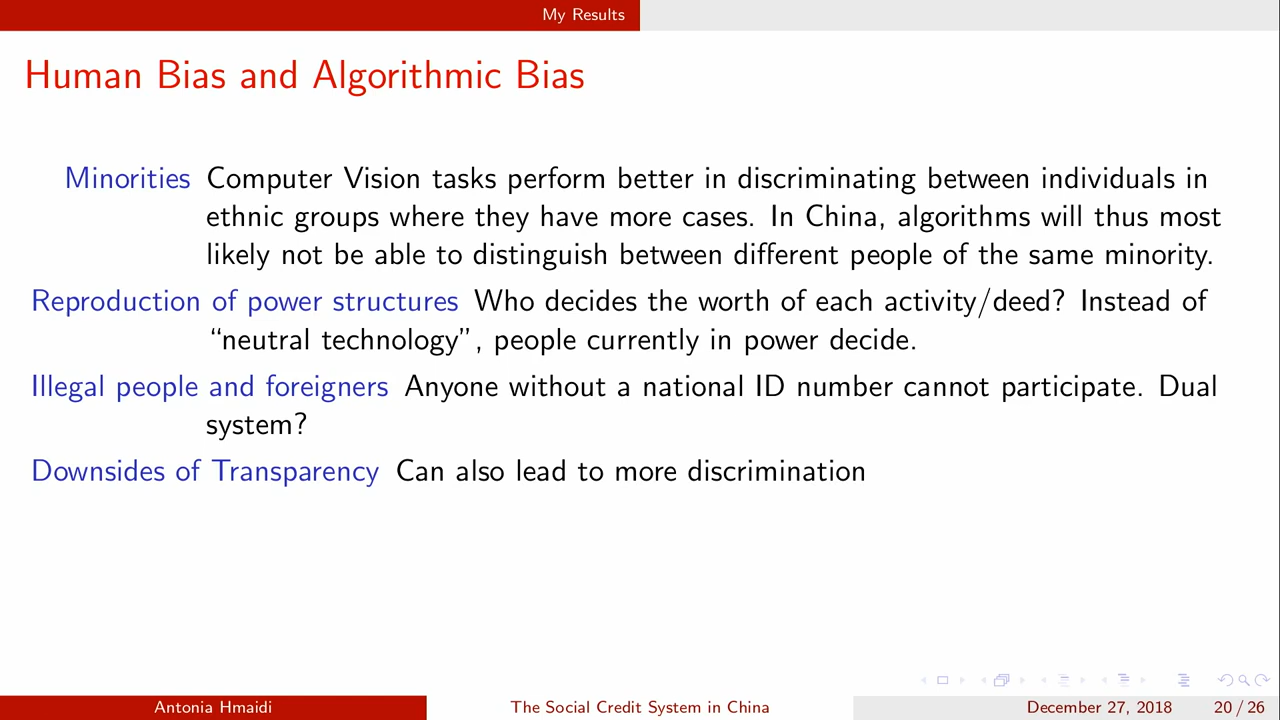 My Results
Human Bias and Algorithmic Bias
Minorities Computer Vision tasks perform better in discriminating between individuals in
ethnic groups where they have more cases. In China, algorithms will thus most
likely not be able to distinguish between different people of the same minority.
Reproduction of power structures Who decides the worth of each activity/deed? Instead of
“neutral technology”, people currently in power decide.
Illegal people and foreigners Anyone without a national ID number cannot participate. Dual
system?
Downsides of Transparency Can also lead to more discrimination
Antonia Hmaidi The Social Credit System in China December 27, 2018 20 / 26